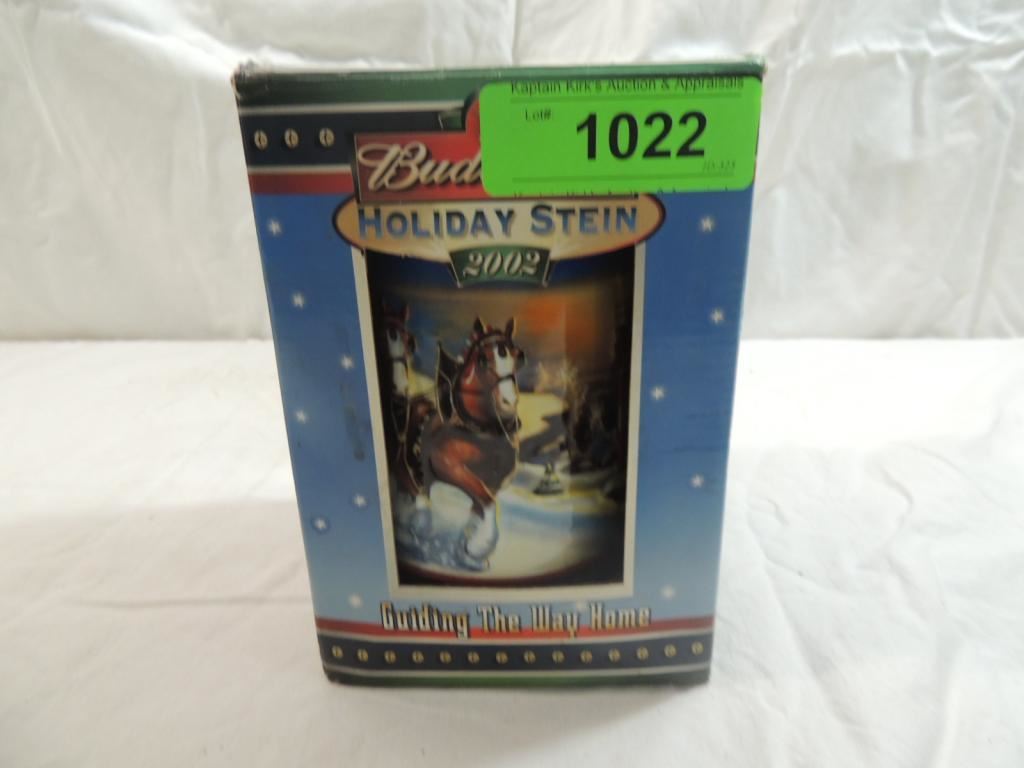 Kaptain Kirk's Auction & Appraisals
Lot#: 1022
Bud
HOLIDAY STEIN
2002
Guiding The Way Home